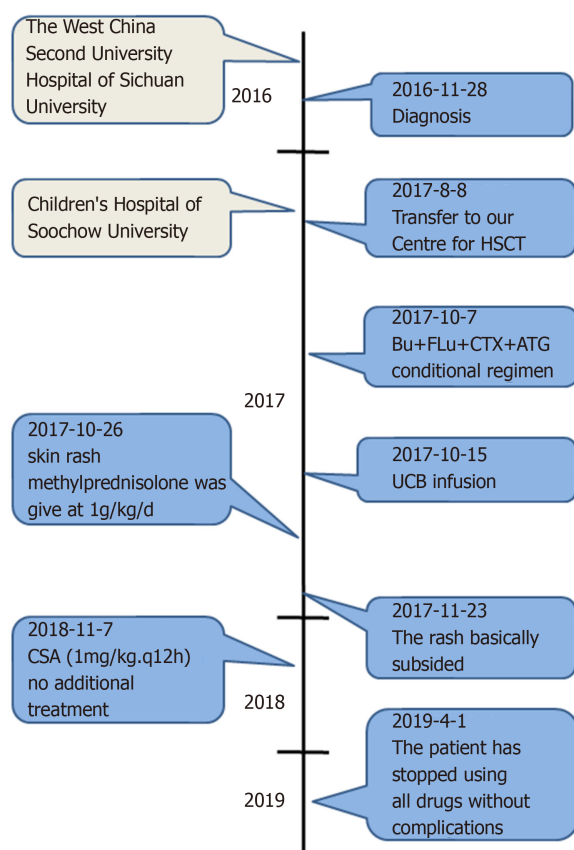 The West China
Second University
Hospital of Sichuan
University
2016
2016-11-28
Diagnosis
Children's Hospital of
Soochow University
2017-8-8
Transfer to our
Centre for HSCT
2017-10-7
Bu+FLu+CTX+ATG
conditional regimen
2017
2017-10-26
skin rash
methylprednisolone was
give at 1g/kg/d
2017-10-15
UCB infusion
2017-11-23
The rash basically
subsided
2018-11-7
CSA (1mg/kg.q12h)
no additional
treatment
2018
2019-4-1
The patient has
stopped using
all drugs without
complications
2019